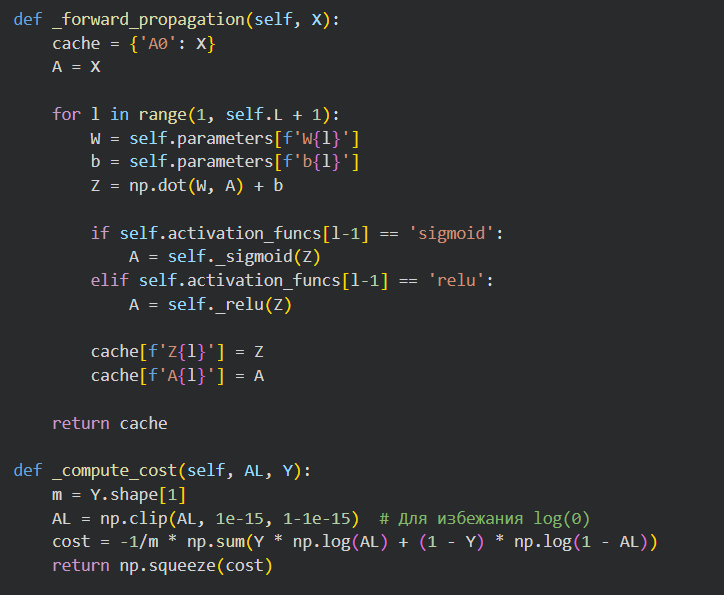 def _forward_propagation(self, X):
    cache = {'A0': X}
    A = X

    for l in range(1, self.L + 1):
        W = self.parameters[f'W{l}']
        b = self.parameters[f'b{l}']
        Z = np.dot(W, A) + b

        if self.activation_funcs[l-1] == 'sigmoid':
            A = self._sigmoid(Z)
        elif self.activation_funcs[l-1] == 'relu':
            A = self._relu(Z)

        cache[f'Z{l}'] = Z
        cache[f'A{l}'] = A

    return cache

def _compute_cost(self, AL, Y):
    m = Y.shape[1]
    AL = np.clip(AL, 1e-15, 1-1e-15)  # Для избежания log(0)
    cost = -1/m * np.sum(Y * np.log(AL) + (1 - Y) * np.log(1 - AL))
    return np.squeeze(cost)